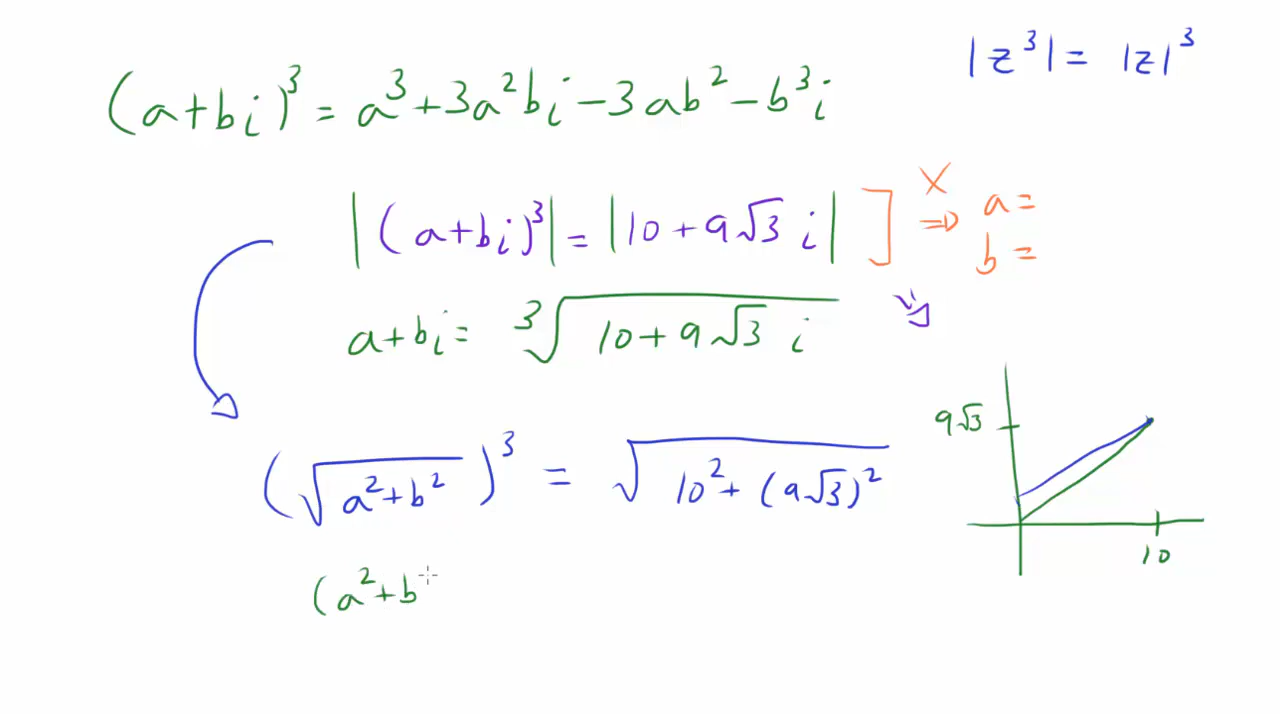 |z³| = |z|³
(a+bi)³ = a³+3a²bi−3ab²−b³i
|(a+bi)³| = |10+9√3 i| ] X ⇒ a=
b =
a+bi = ³√(10+9√3 i)
9√3
(√(a²+b²))³ = √(10²+(9√3)²)
10
(a²+b